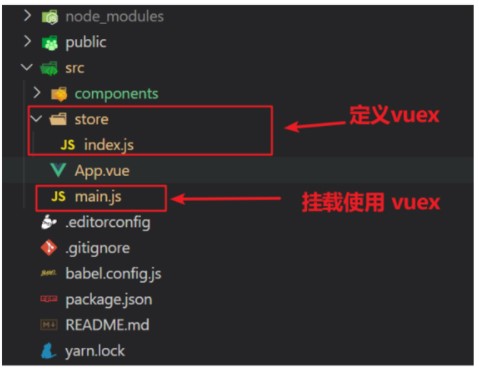 node_modules
public
src
components
store
定义vuex
JS index.js
App.vue
JS main.js
挂载使用 vuex
.editorconfig
.gitignore
babel.config.js
package.json
README.md
yarn.lock